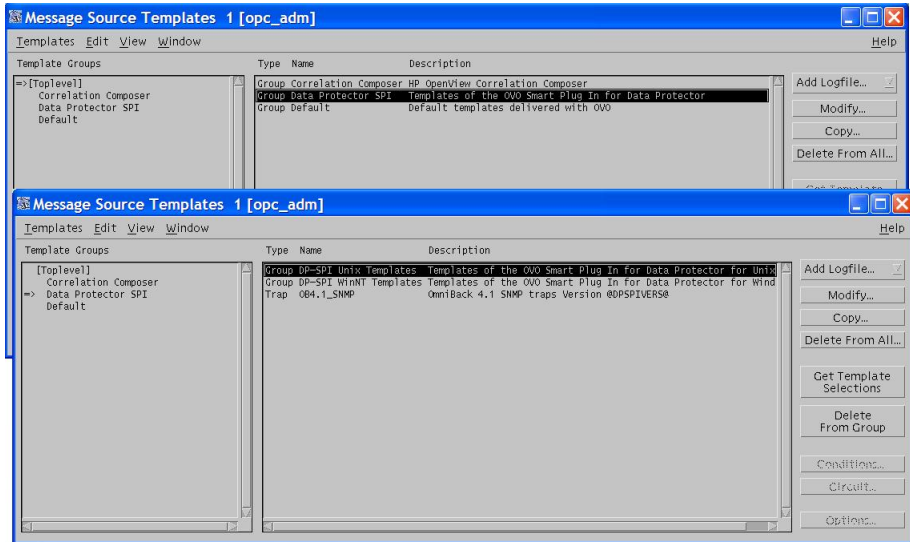 Message Source Templates 1 [opc_adm]
Templates Edit View Window Help
Template Groups
=>[Toplevel]
Correlation Composer
Data Protector SPI
Default
Type Name Description
Group Correlation Composer HP OpenView Correlation Composer
Group Data Protector SPI Templates of the OVO Smart Plug In for Data Protector
Group Default Default templates delivered with OVO
Add Logfile...
Modify...
Copy...
Delete From All...
Get Template
Message Source Templates 1 [opc_adm]
Templates Edit View Window Help
Template Groups
[Toplevel]
Correlation Composer
=> Data Protector SPI
Default
Type Name Description
Group DP-SPI Unix Templates Templates of the OVO Smart Plug In for Data Protector for Unix
Group DP-SPI WinNT Templates Templates of the OVO Smart Plug In for Data Protector for Wind
Trap OB4.1_SNMP OmniBack 4.1 SNMP traps Version @DPSPIVERS@
Add Logfile...
Modify...
Copy...
Delete From All...
Get Template
Selections
Delete
From Group
Conditions...
Circuit...
Options...